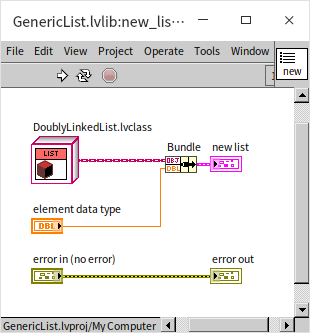 GenericList.lvlib:new_lis...
File Edit View Project Operate Tools Window
new
DoublyLinkedList.lvclass
LIST
Bundle
new list
OBJ
DBL
element data type
DBL
error in (no error)
error out
GenericList.lvproj/My Computer